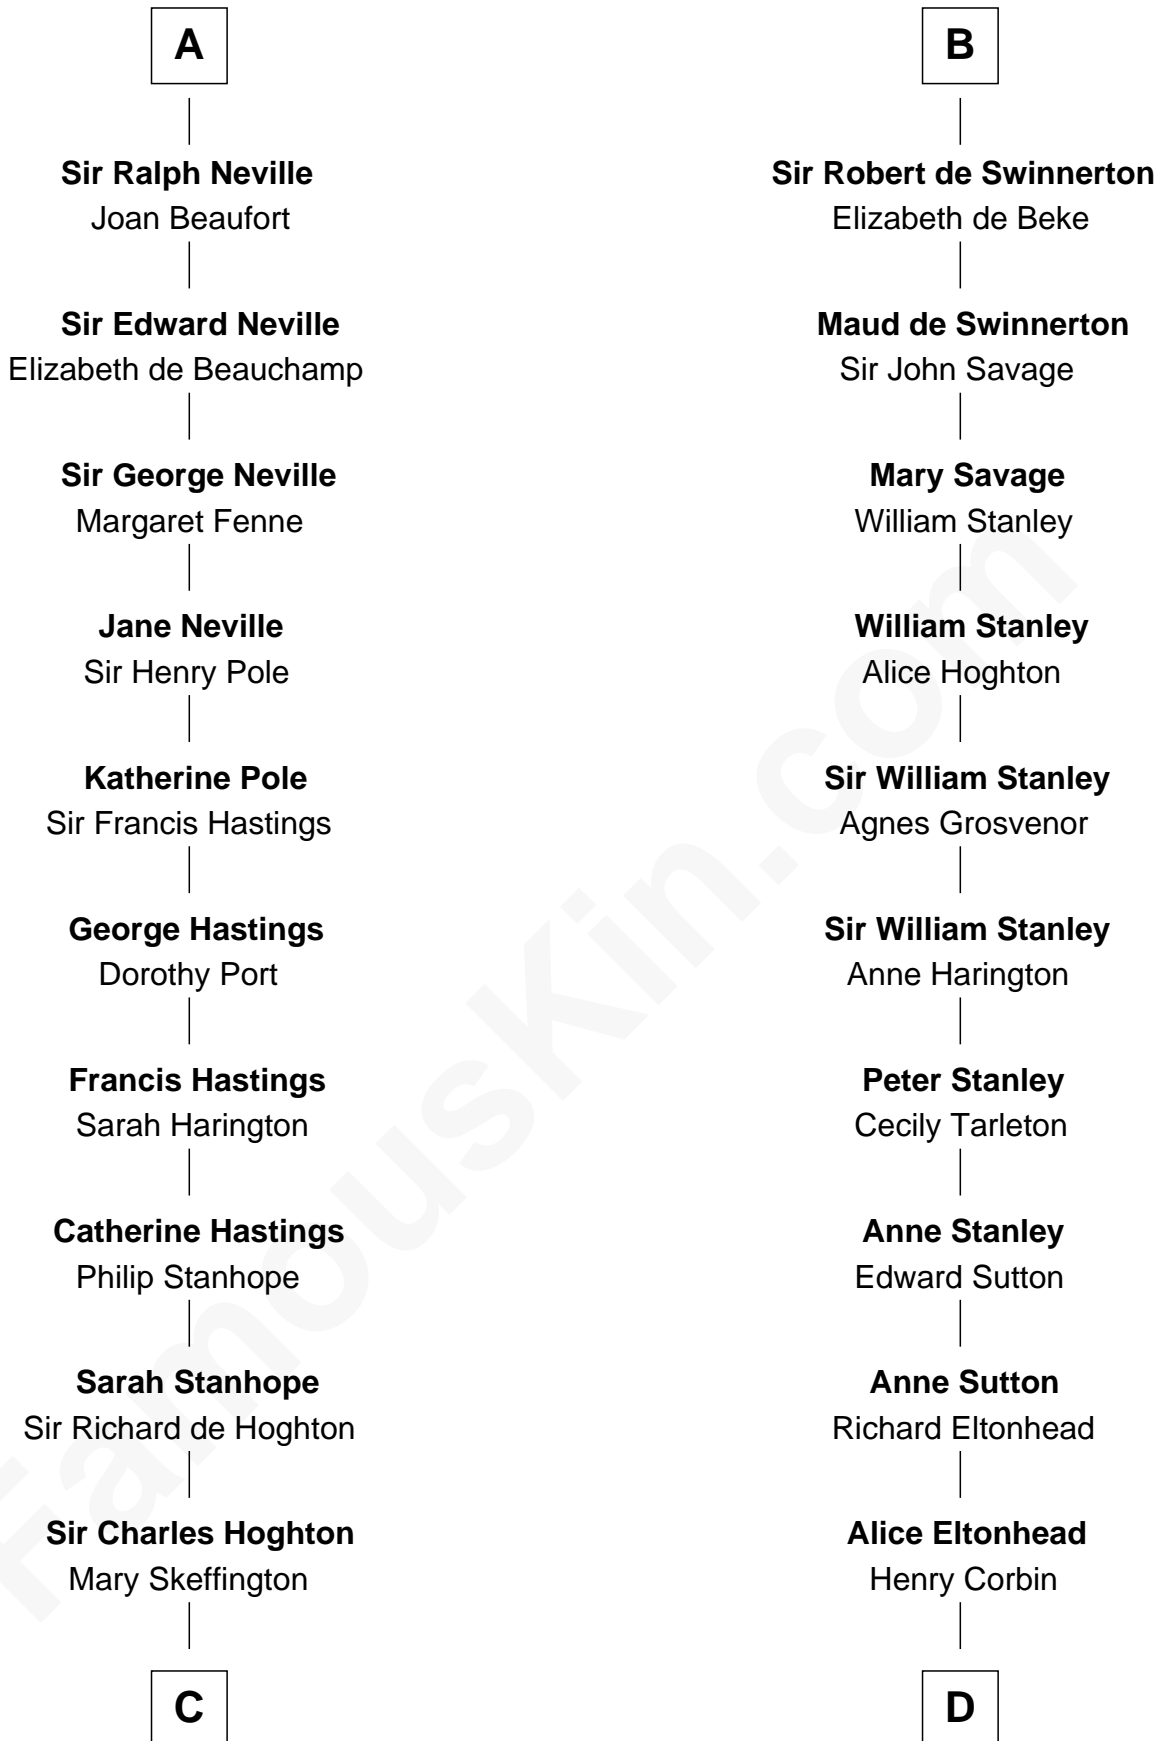 A
Sir Ralph Neville
Joan Beaufort
Sir Edward Neville
Elizabeth de Beauchamp
Sir George Neville
Margaret Fenne
Jane Neville
Sir Henry Pole
Katherine Pole
Sir Francis Hastings
George Hastings
Dorothy Port
Francis Hastings
Sarah Harington
Catherine Hastings
Philip Stanhope
Sarah Stanhope
Sir Richard de Hoghton
Sir Charles Hoghton
Mary Skeffington
C
B
Sir Robert de Swinnerton
Elizabeth de Beke
Maud de Swinnerton
Sir John Savage
Mary Savage
William Stanley
William Stanley
Alice Hoghton
Sir William Stanley
Agnes Grosvenor
Sir William Stanley
Anne Harington
Peter Stanley
Cecily Tarleton
Anne Stanley
Edward Sutton
Anne Sutton
Richard Eltonhead
Alice Eltonhead
Henry Corbin
D
FamousKin.com